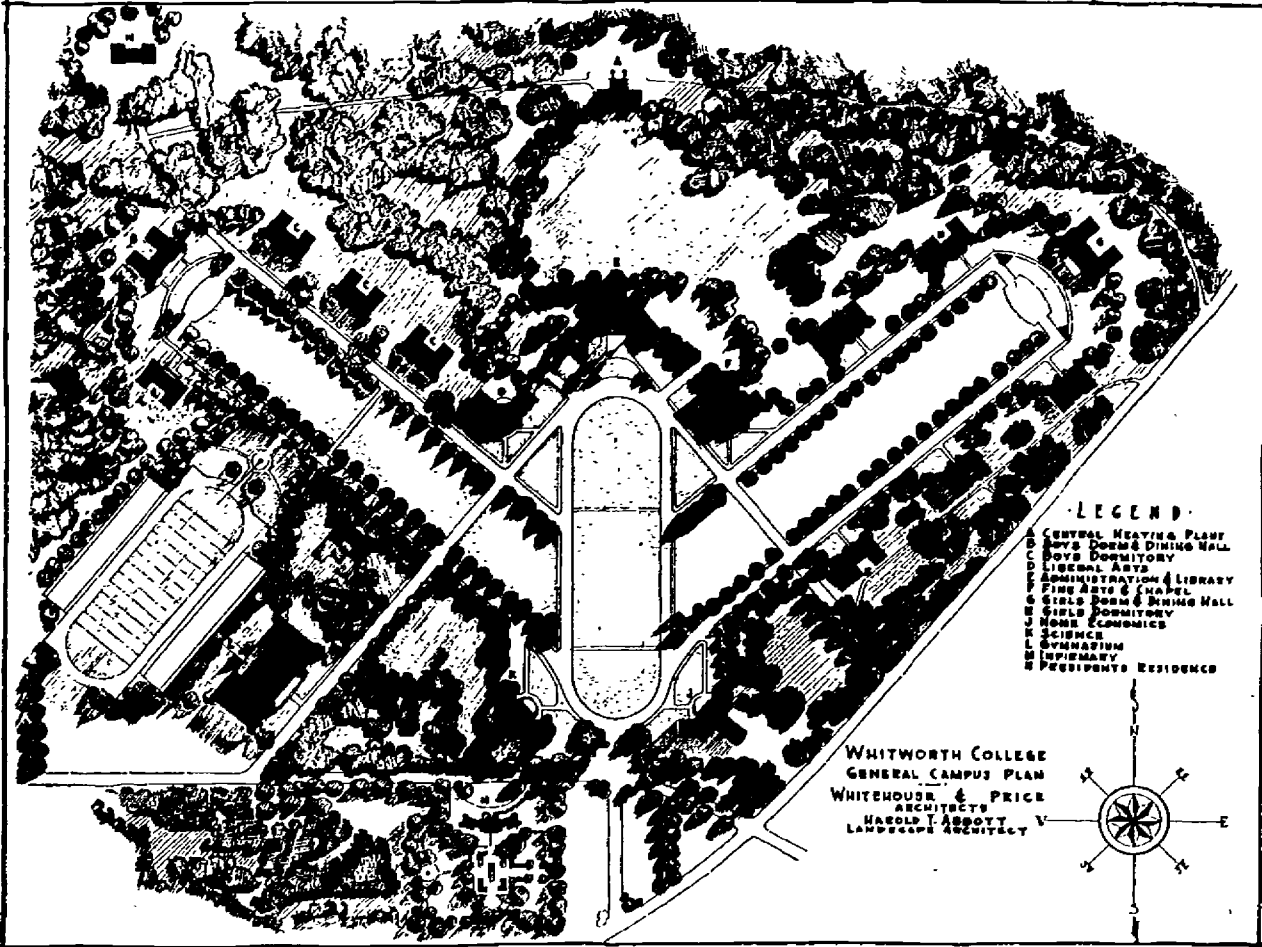 A
E
L E G E N D
A CENTRAL HEATING PLANT
B BOYS DORM & DINING HALL
C BOYS DORMITORY
D LIBERAL ARTS
E ADMINISTRATION & LIBRARY
F FINE ARTS & CHAPEL
G GIRLS DORM & DINING HALL
H GIRLS DORMITORY
J HOME ECONOMICS
K SCIENCE
L GYMNASIUM
M INFIRMARY
N PRESIDENTS RESIDENCE
WHITWORTH COLLEGE
GENERAL CAMPUS PLAN
WHITEHOUSE & PRICE
ARCHITECTS
HAROLD T. ABBOTT
LANDSCAPE ARCHITECT
N
E